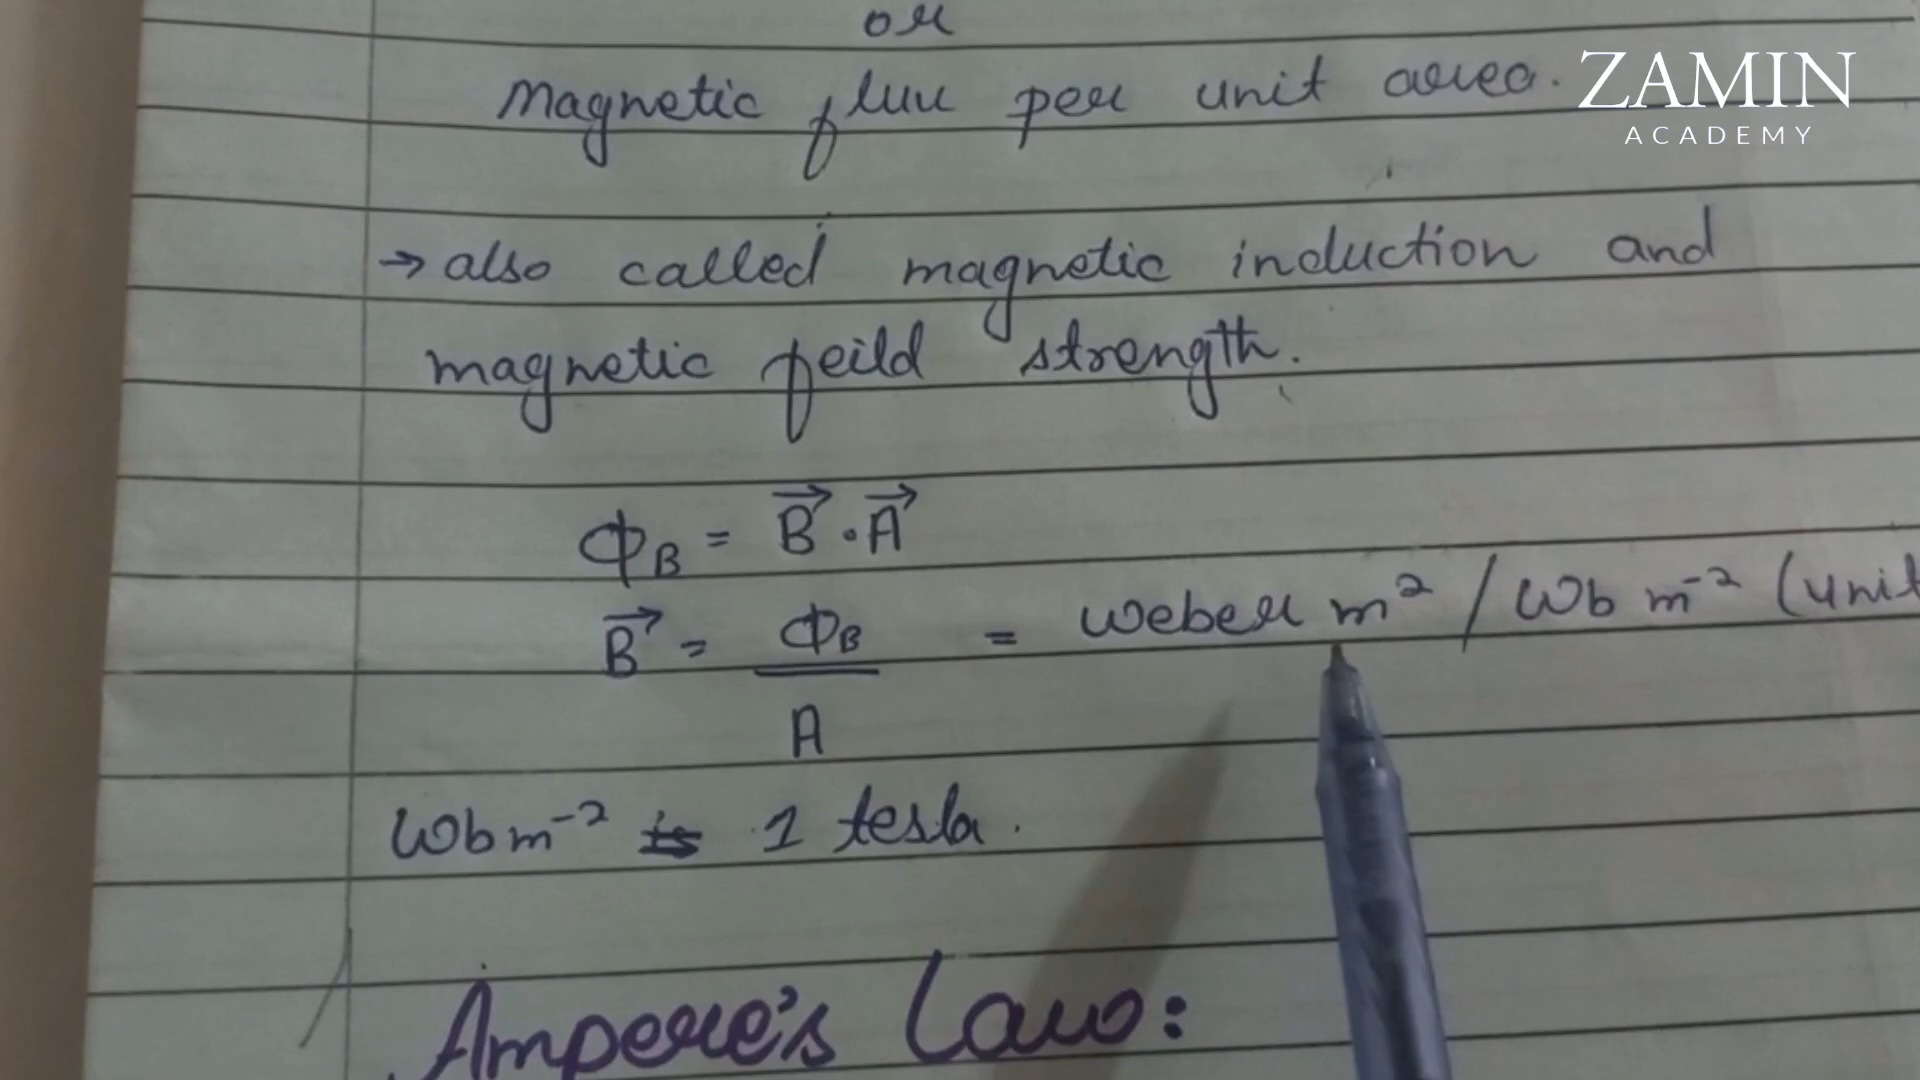 or
magnetic flux per unit area.
ZAMIN
ACADEMY
→ also called magnetic induction and
magnetic feild strength.
ΦB = B⃗ . A⃗
B⃗ = ΦB / A = weber m² / Wb m⁻² (unit
Wb m⁻² is 1 tesla.
Ampere's Law: